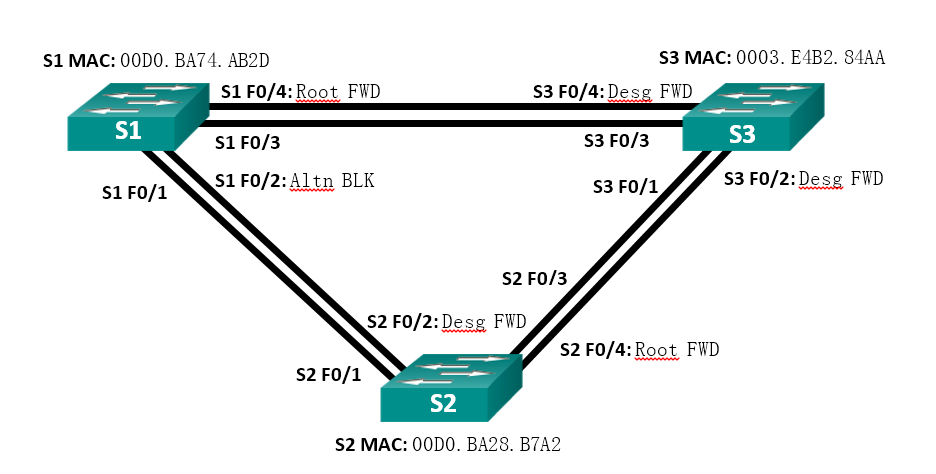 S3 MAC: 0003. E4B2. 84AA
S1 MAC: 00D0. BA74. AB2D
S1 F0/4: Root FWD
S3 F0/4: Desg FWD
S1
S3
S1 F0/3
S3 F0/3
S1 F0/2: Altn BLK
S3 F0/2: Desg FWD
S1 F0/1
S3 F0/1
S2 F0/3
S2 F0/2: Desg FWD
S2 F0/4: Root FWD
S2 F0/1
S2
S2 MAC: 00D0. BA28. B7A2